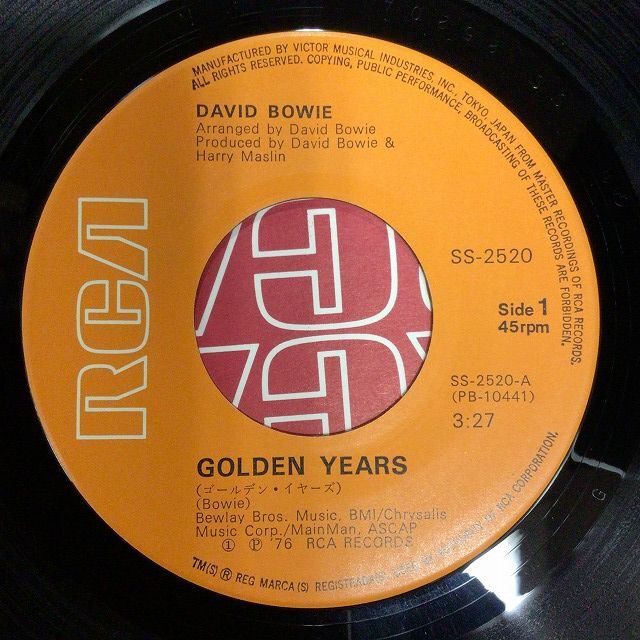 MANUFACTURED BY VICTOR MUSICAL INDUSTRIES, INC., TOKYO, JAPAN FROM MASTER RECORDINGS OF RCA RECORDS.
ALL RIGHTS RESERVED. COPYING, PUBLIC PERFORMANCE, BROADCASTING OF THESE RECORDS ARE FORBIDDEN.
DAVID BOWIE
Arranged by David Bowie
Produced by David Bowie &
Harry Maslin
RCA
SS-2520
Side 1
45rpm
SS-2520-A
(PB-10441)
3:27
GOLDEN YEARS
(ゴールデン・イヤーズ)
(Bowie)
Bewlay Bros. Music, BMI/Chrysalis
Music Corp./MainMan, ASCAP
① Ⓟ '76 RCA RECORDS
TM(S) ® REG MARCA(S) REGISTRADA(S) OF RCA CORPORATION.